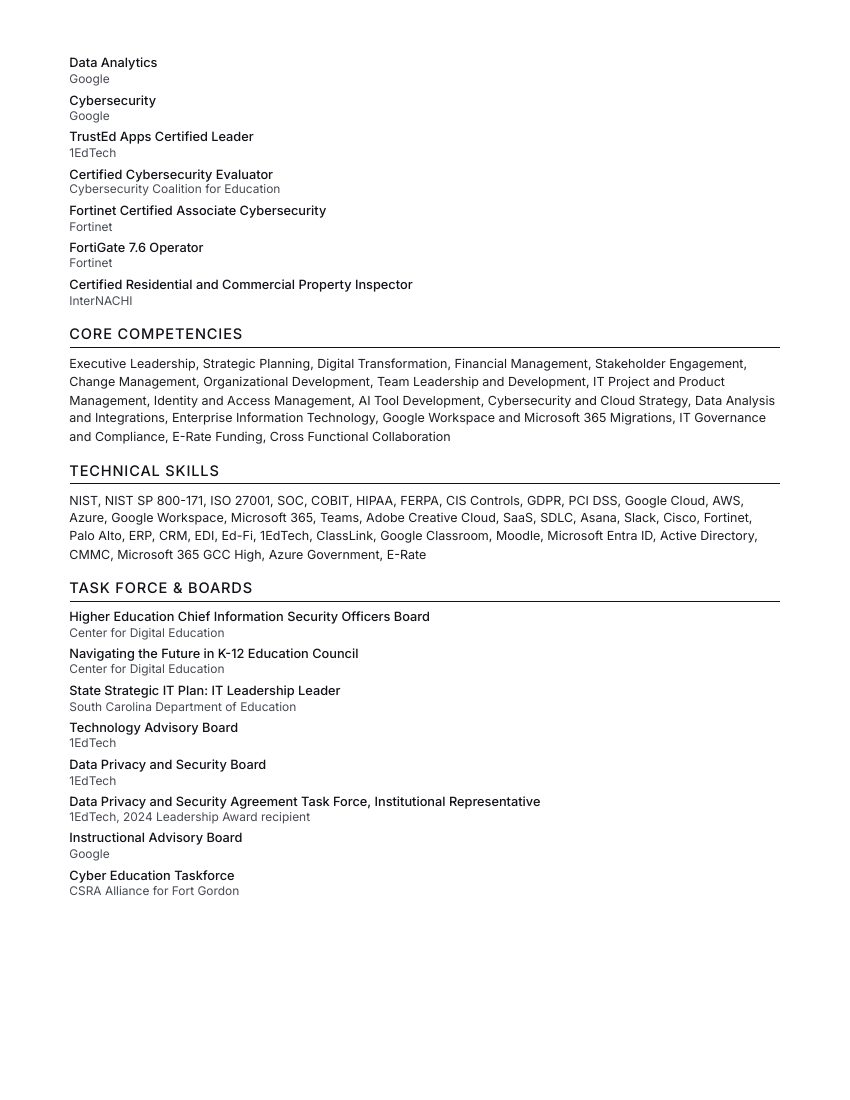 Data Analytics
Google
Cybersecurity
Google
TrustEd Apps Certified Leader
1EdTech
Certified Cybersecurity Evaluator
Cybersecurity Coalition for Education
Fortinet Certified Associate Cybersecurity
Fortinet
FortiGate 7.6 Operator
Fortinet
Certified Residential and Commercial Property Inspector
InterNACHI
CORE COMPETENCIES
Executive Leadership, Strategic Planning, Digital Transformation, Financial Management, Stakeholder Engagement,
Change Management, Organizational Development, Team Leadership and Development, IT Project and Product
Management, Identity and Access Management, AI Tool Development, Cybersecurity and Cloud Strategy, Data Analysis
and Integrations, Enterprise Information Technology, Google Workspace and Microsoft 365 Migrations, IT Governance
and Compliance, E-Rate Funding, Cross Functional Collaboration
TECHNICAL SKILLS
NIST, NIST SP 800-171, ISO 27001, SOC, COBIT, HIPAA, FERPA, CIS Controls, GDPR, PCI DSS, Google Cloud, AWS,
Azure, Google Workspace, Microsoft 365, Teams, Adobe Creative Cloud, SaaS, SDLC, Asana, Slack, Cisco, Fortinet,
Palo Alto, ERP, CRM, EDI, Ed-Fi, 1EdTech, ClassLink, Google Classroom, Moodle, Microsoft Entra ID, Active Directory,
CMMC, Microsoft 365 GCC High, Azure Government, E-Rate
TASK FORCE & BOARDS
Higher Education Chief Information Security Officers Board
Center for Digital Education
Navigating the Future in K-12 Education Council
Center for Digital Education
State Strategic IT Plan: IT Leadership Leader
South Carolina Department of Education
Technology Advisory Board
1EdTech
Data Privacy and Security Board
1EdTech
Data Privacy and Security Agreement Task Force, Institutional Representative
1EdTech, 2024 Leadership Award recipient
Instructional Advisory Board
Google
Cyber Education Taskforce
CSRA Alliance for Fort Gordon